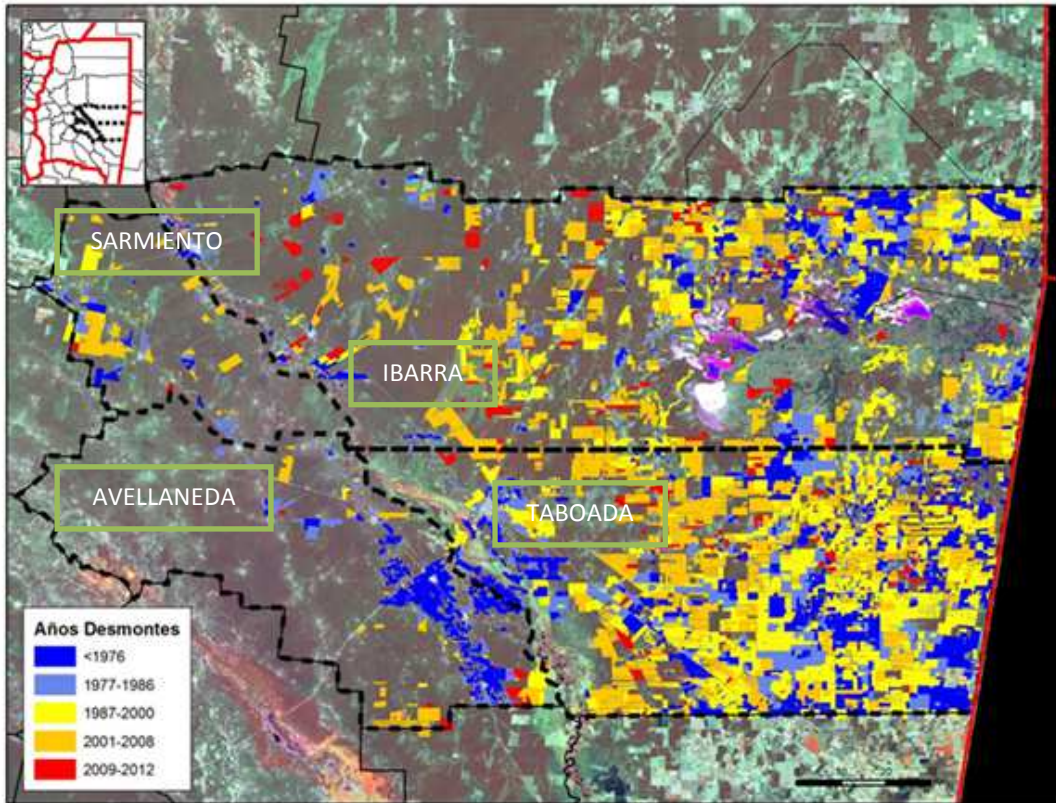 SARMIENTO
IBARRA
AVELLANEDA
TABOADA
Años Desmontes
<1976
1977-1986
1987-2000
2001-2008
2009-2012